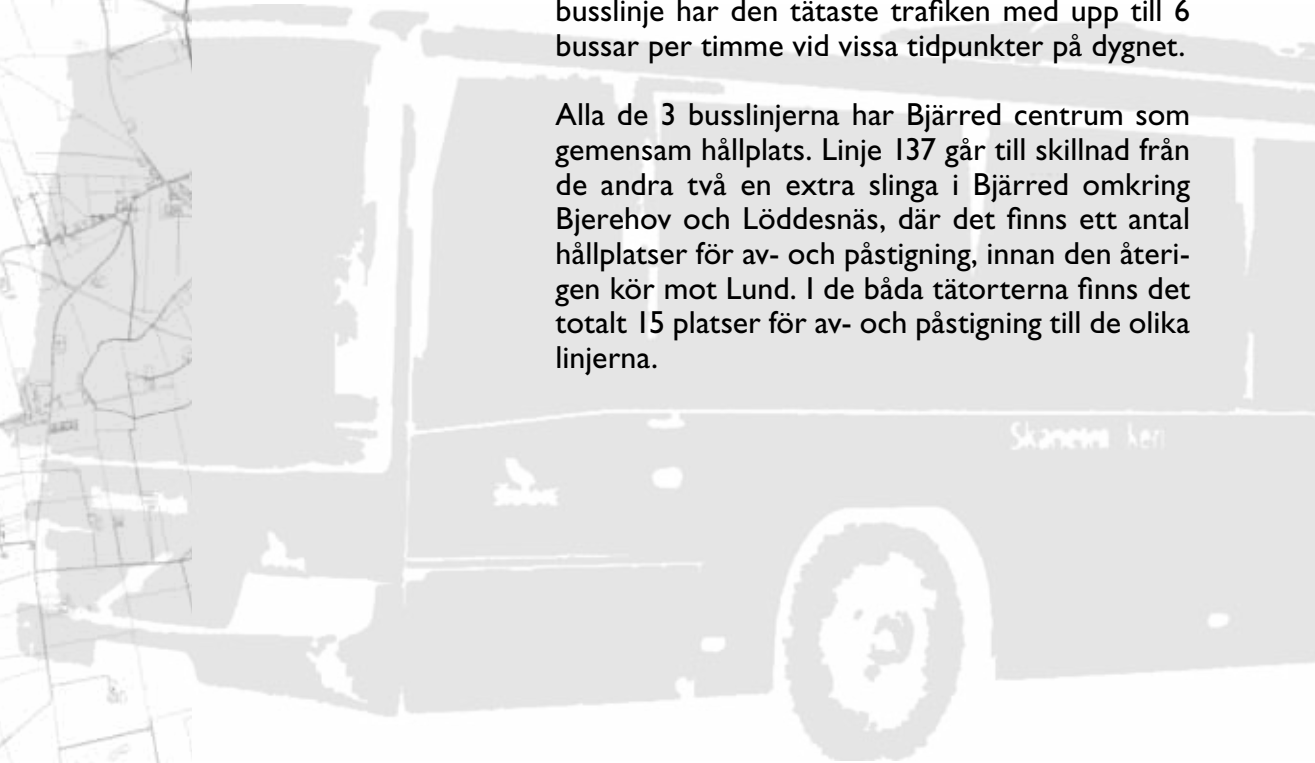 busslinje har den tätaste trafiken med upp till 6
bussar per timme vid vissa tidpunkter på dygnet.
Alla de 3 busslinjerna har Bjärred centrum som
gemensam hållplats. Linje 137 går till skillnad från
de andra två en extra slinga i Bjärred omkring
Bjerehov och Löddesnäs, där det finns ett antal
hållplatser för av- och påstigning, innan den återi-
gen kör mot Lund. I de båda tätorterna finns det
totalt 15 platser för av- och påstigning till de olika
linjerna.